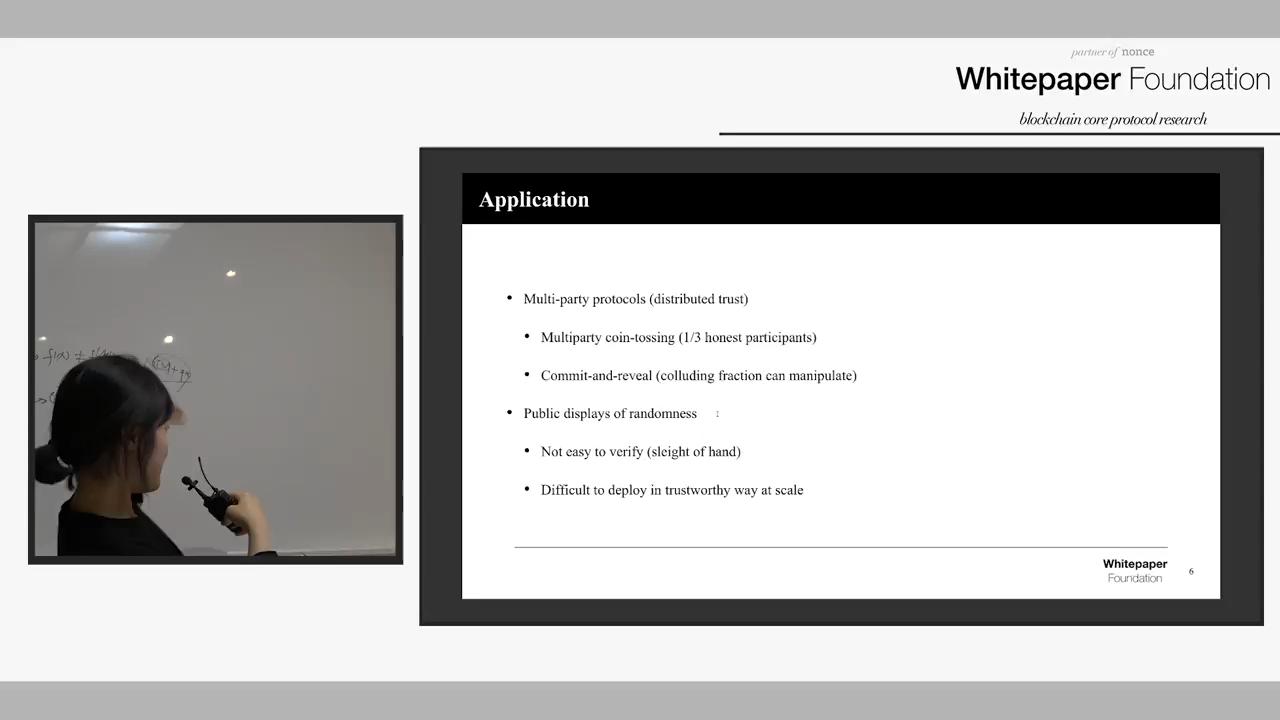 partner of nonce
Whitepaper Foundation
blockchain core protocol research
Application
• Multi-party protocols (distributed trust)
• Multiparty coin-tossing (1/3 honest participants)
• Commit-and-reveal (colluding fraction can manipulate)
• Public displays of randomness
• Not easy to verify (sleight of hand)
• Difficult to deploy in trustworthy way at scale
Whitepaper
Foundation
6